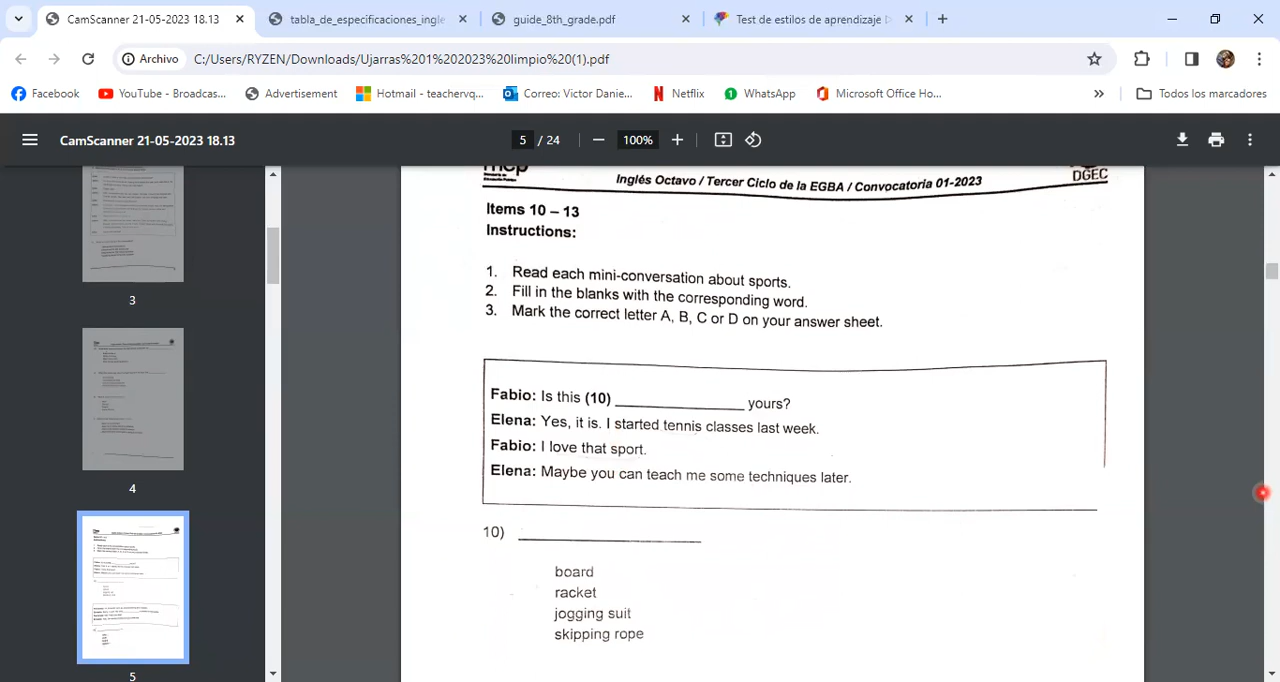 CamScanner 21-05-2023 18.13
tabla_de_especificaciones_ingle
guide_8th_grade.pdf
Test de estilos de aprendizaje
Archivo
C:/Users/RYZEN/Downloads/Ujarras%201%202023%20limpio%20(1).pdf
Facebook
YouTube - Broadcas...
Advertisement
Hotmail - teachervq...
Correo: Victor Danie...
Netflix
WhatsApp
Microsoft Office Ho...
Todos los marcadores
CamScanner 21-05-2023 18.13
5 / 24
100%
3
4
5
mep
Inglés Octavo / Tercer Ciclo de la EGBA / Convocatoria 01-2023
DGEC
Items 10 – 13
Instructions:
1. Read each mini-conversation about sports.
2. Fill in the blanks with the corresponding word.
3. Mark the correct letter A, B, C or D on your answer sheet.
Fabio: Is this (10) ________________ yours?
Elena: Yes, it is. I started tennis classes last week.
Fabio: I love that sport.
Elena: Maybe you can teach me some techniques later.
10) ______________________
board
racket
jogging suit
skipping rope